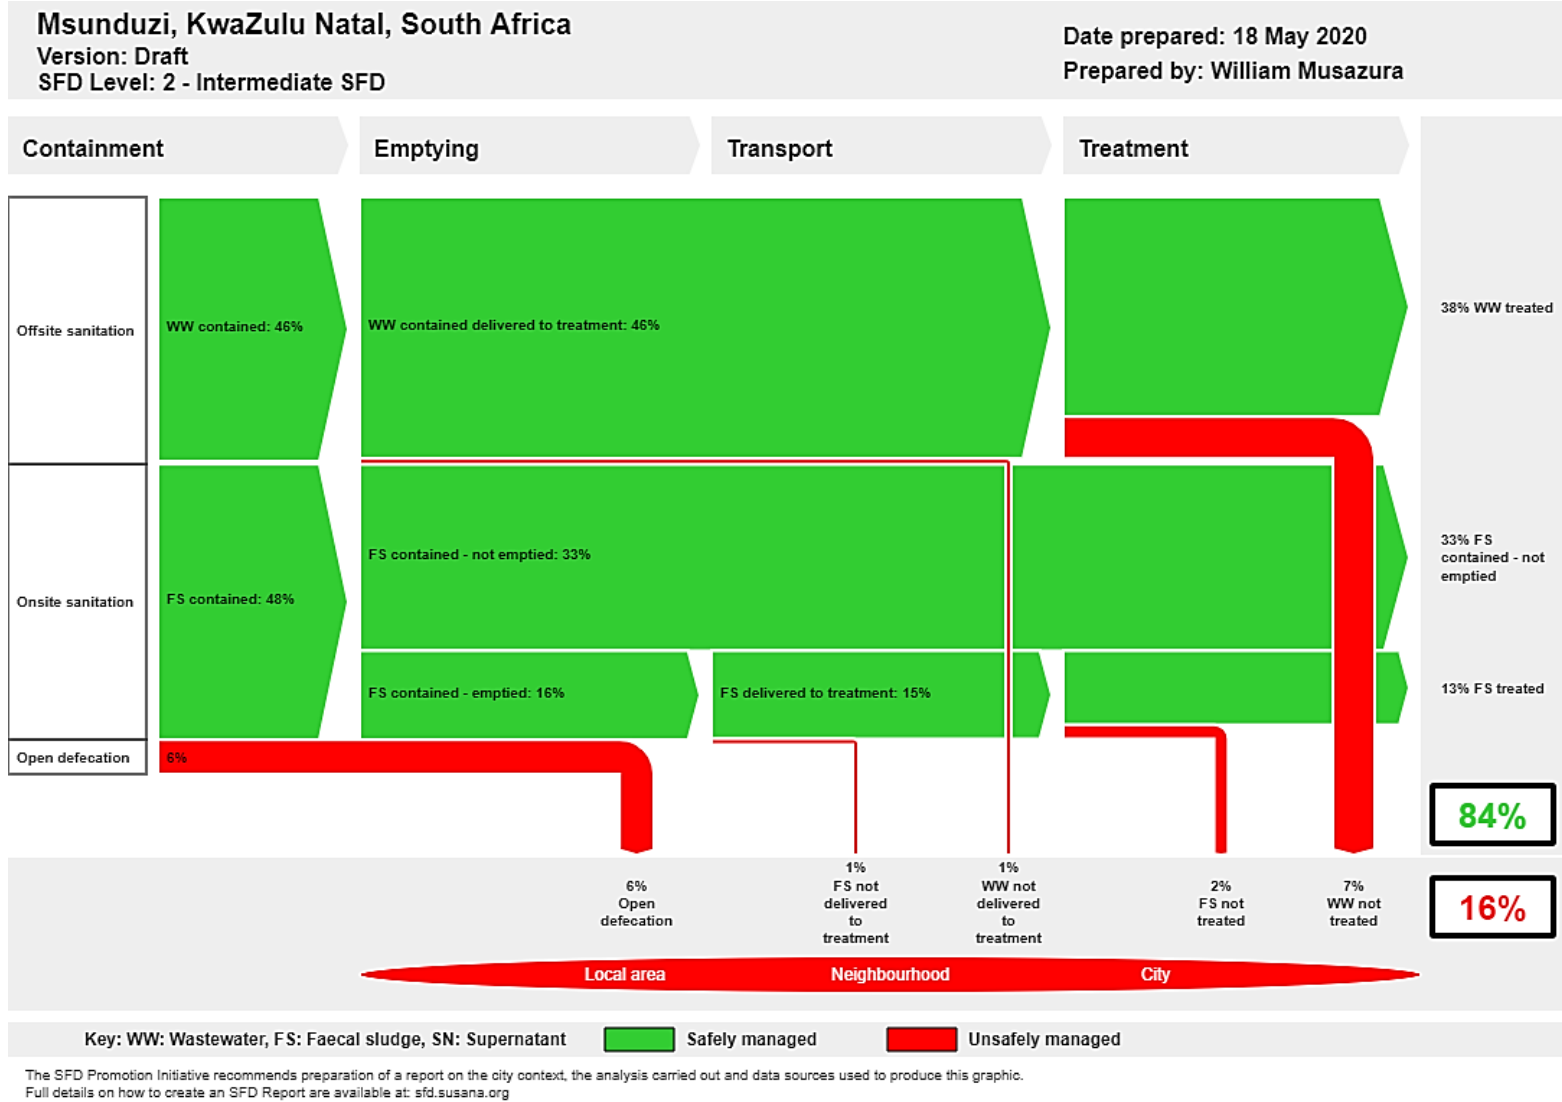 Msunduzi, KwaZulu Natal, South Africa
Version: Draft
SFD Level: 2 - Intermediate SFD
Date prepared: 18 May 2020
Prepared by: William Musazura
Containment
Emptying
Transport
Treatment
Offsite sanitation
WW contained: 46%
WW contained delivered to treatment: 46%
38% WW treated
Onsite sanitation
FS contained: 48%
FS contained - not emptied: 33%
33% FS
contained - not
emptied
FS contained - emptied: 16%
FS delivered to treatment: 15%
13% FS treated
Open defecation
6%
84%
6%
Open
defecation
1%
FS not
delivered
to
treatment
1%
WW not
delivered
to
treatment
2%
FS not
treated
7%
WW not
treated
16%
Local area
Neighbourhood
City
Key: WW: Wastewater, FS: Faecal sludge, SN: Supernatant
Safely managed
Unsafely managed
The SFD Promotion Initiative recommends preparation of a report on the city context, the analysis carried out and data sources used to produce this graphic.
Full details on how to create an SFD Report are available at: sfd.susana.org